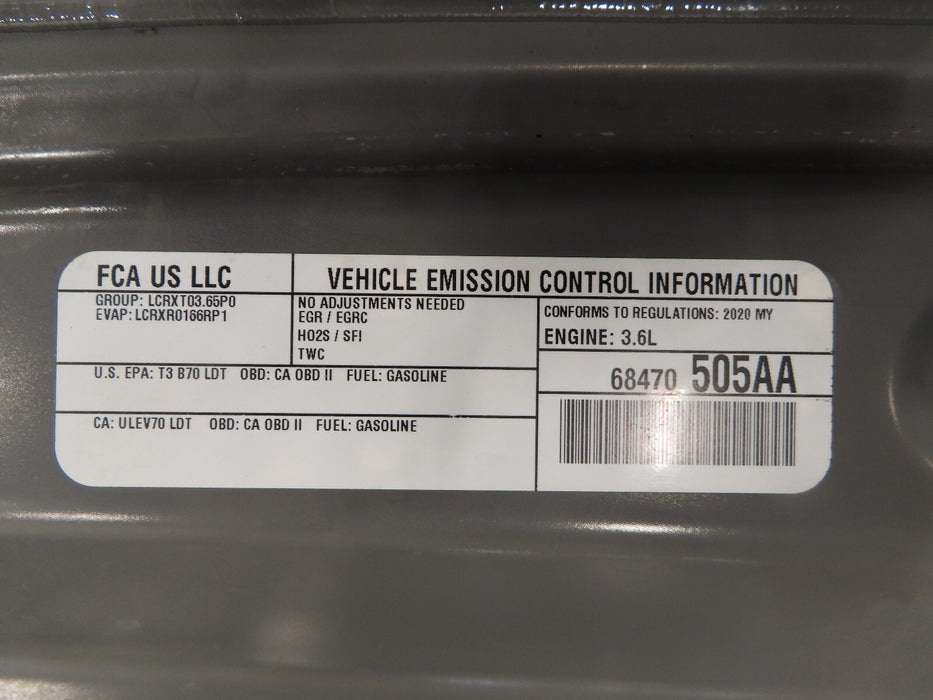 FCA US LLC
VEHICLE EMISSION CONTROL INFORMATION
GROUP: LCRXT03.65P0
EVAP: LCRXR0166RP1
NO ADJUSTMENTS NEEDED
EGR / EGRC
HO2S / SFI
TWC
CONFORMS TO REGULATIONS: 2020 MY
ENGINE: 3.6L
68470 505AA
U.S. EPA: T3 B70 LDT OBD: CA OBD II FUEL: GASOLINE
CA: ULEV70 LDT OBD: CA OBD II FUEL: GASOLINE